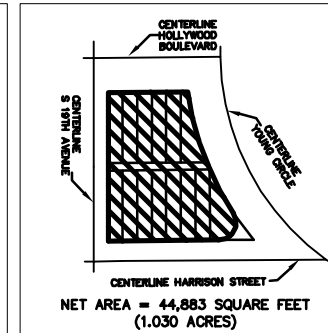 CENTERLINE
HOLLYWOOD
BOULEVARD
CENTERLINE
S 19TH AVENUE
CENTERLINE
YOUNG CIRCLE
CENTERLINE HARRISON STREET
NET AREA = 44,883 SQUARE FEET
(1.030 ACRES)